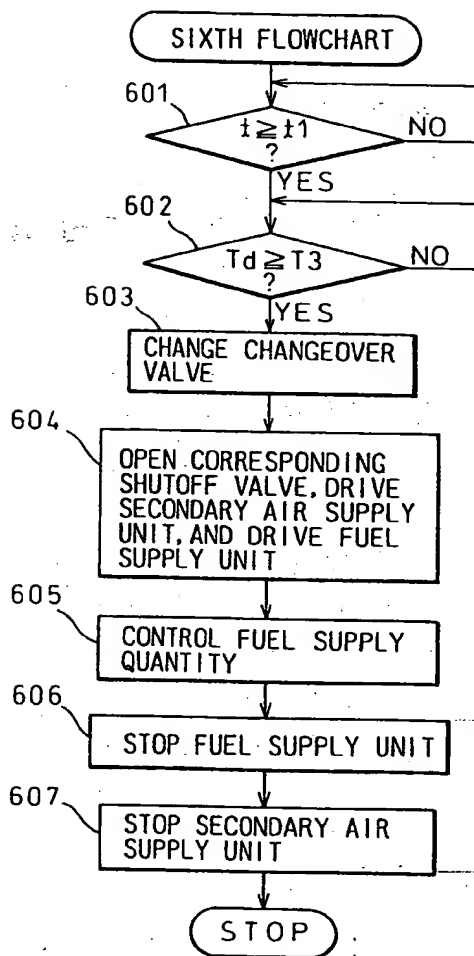 SIXTH FLOWCHART
601
t≧t1
?
NO
YES
602
Td≧T3
?
NO
YES
603
CHANGE CHANGEOVER
VALVE
604
OPEN CORRESPONDING
SHUTOFF VALVE, DRIVE
SECONDARY AIR SUPPLY
UNIT, AND DRIVE FUEL
SUPPLY UNIT
605
CONTROL FUEL SUPPLY
QUANTITY
606
STOP FUEL SUPPLY UNIT
607
STOP SECONDARY AIR
SUPPLY UNIT
STOP